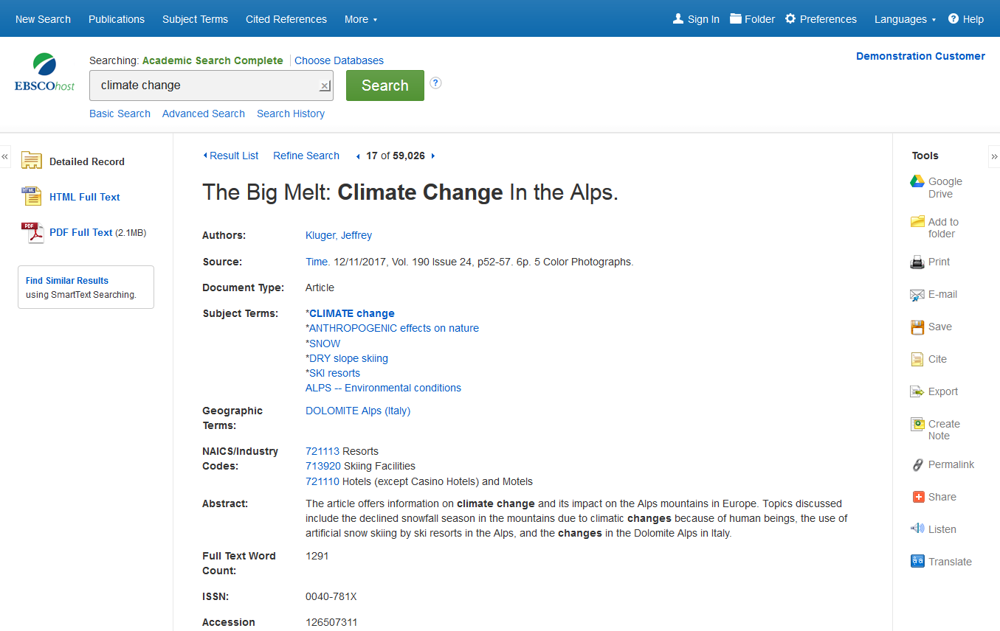 New Search Publications Subject Terms Cited References More Sign In Folder Preferences Languages ? Help
Demonstration Customer
EBSCOhost
Searching: Academic Search Complete Choose Databases
climate change
Search ?
Basic Search Advanced Search Search History
«
Detailed Record
HTML
HTML Full Text
PDF
PDF Full Text (2.1MB)
Find Similar Results
using SmartText Searching.
Result List Refine Search 17 of 59,026
The Big Melt: Climate Change In the Alps.
Authors: Kluger, Jeffrey
Source: Time. 12/11/2017, Vol. 190 Issue 24, p52-57. 6p. 5 Color Photographs.
Document Type: Article
Subject Terms: *CLIMATE change
*ANTHROPOGENIC effects on nature
*SNOW
*DRY slope skiing
*SKI resorts
ALPS -- Environmental conditions
Geographic DOLOMITE Alps (Italy)
Terms:
NAICS/Industry 721113 Resorts
Codes: 713920 Skiing Facilities
721110 Hotels (except Casino Hotels) and Motels
Abstract: The article offers information on climate change and its impact on the Alps mountains in Europe. Topics discussed
include the declined snowfall season in the mountains due to climatic changes because of human beings, the use of
artificial snow skiing by ski resorts in the Alps, and the changes in the Dolomite Alps in Italy.
Full Text Word 1291
Count:
ISSN: 0040-781X
Accession 126507311
Tools
»
Google
Drive
Add to
folder
Print
E-mail
Save
Cite
Export
Create
Note
Permalink
Share
Listen
âa Translate